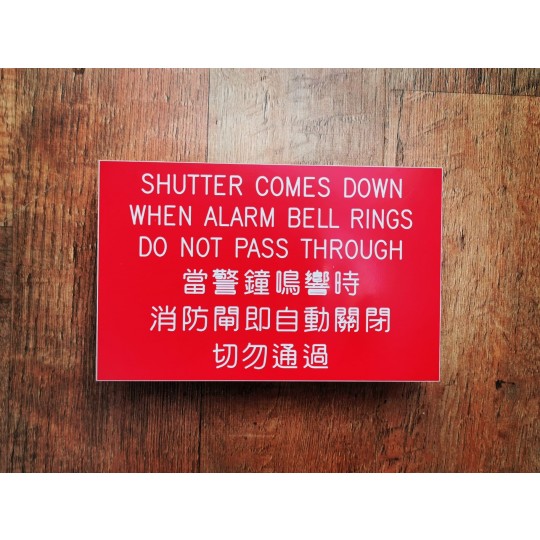 SHUTTER COMES DOWN
WHEN ALARM BELL RINGS
DO NOT PASS THROUGH
當警鐘鳴響時
消防閘即自動關閉
切勿通過